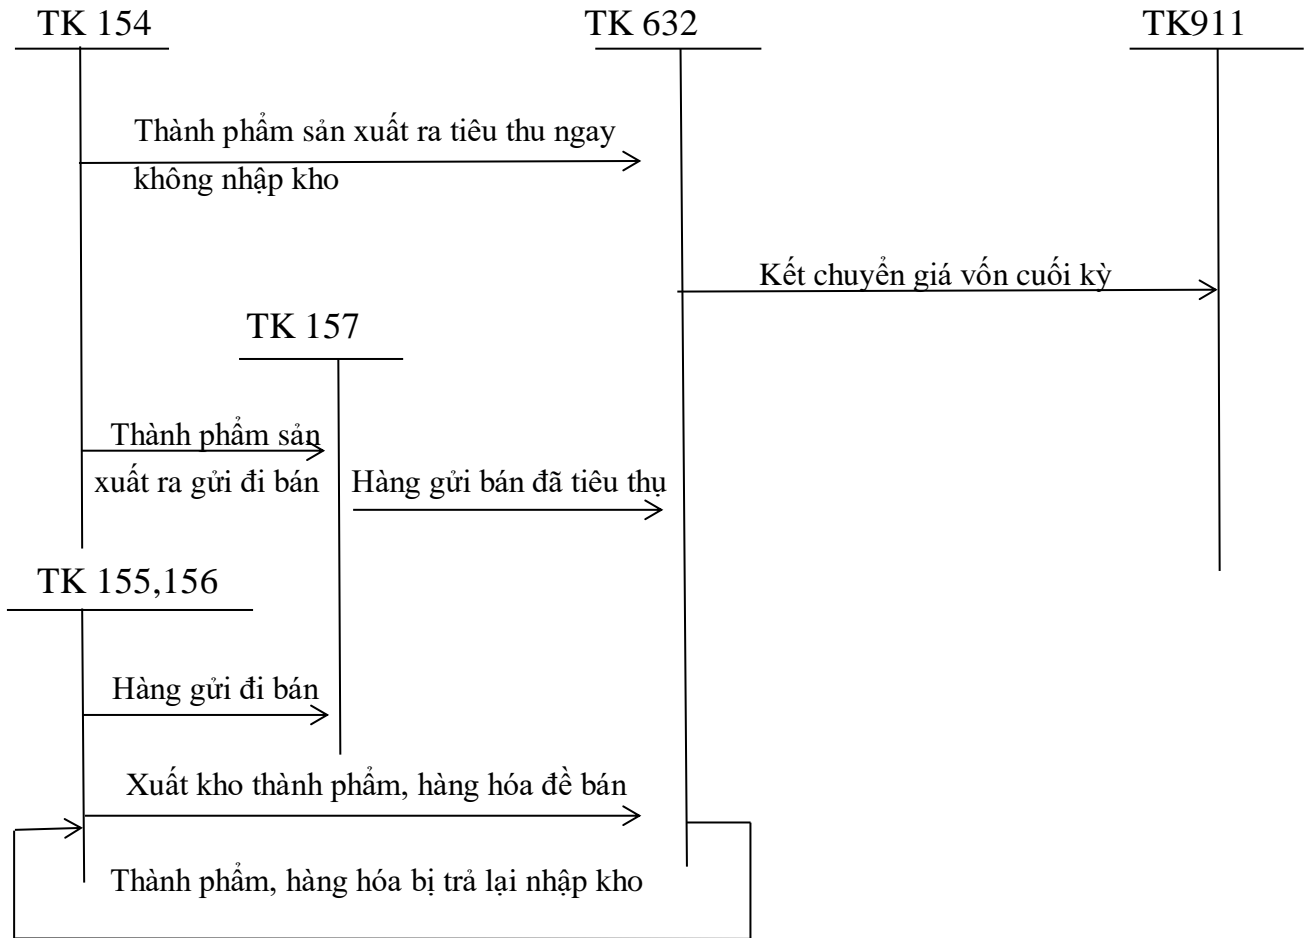 TK 154
TK 632
TK911
Thành phẩm sản xuất ra tiêu thu ngay
không nhập kho
Kết chuyển giá vốn cuối kỳ
TK 157
Thành phẩm sản
xuất ra gửi đi bán
Hàng gửi bán đã tiêu thụ
TK 155,156
Hàng gửi đi bán
Xuất kho thành phẩm, hàng hóa đề bán
Thành phẩm, hàng hóa bị trả lại nhập kho